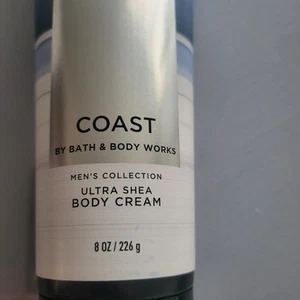 COAST
BY BATH & BODY WORKS
MEN'S COLLECTION
ULTRA SHEA
BODY CREAM
8 OZ / 226 g